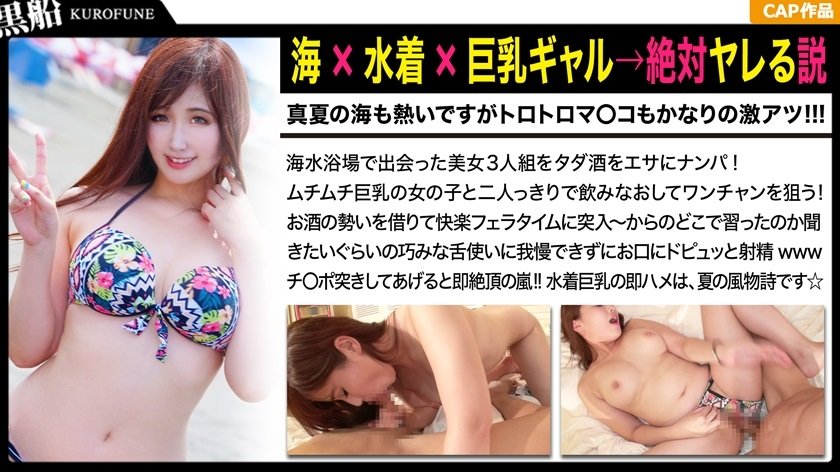 黒船 KUROFUNE
CAP作品
海×水着×巨乳ギャル→絶対ヤレる説
真夏の海も熱いですがトロトロマ〇コもかなりの激アツ!!!
海水浴場で出会った美女3人組をタダ酒をエサにナンパ!
ムチムチ巨乳の女の子と二人っきりで飲みなおしてワンチャンを狙う!
お酒の勢いを借りて快楽フェラタイムに突入〜からのどこで習ったのか聞
きたいぐらいの巧みな舌使いに我慢できずにお口にドピュッと射精 www
チ〇ポ突きしてあげると即絶頂の嵐!! 水着巨乳の即ハメは、夏の風物詩です☆